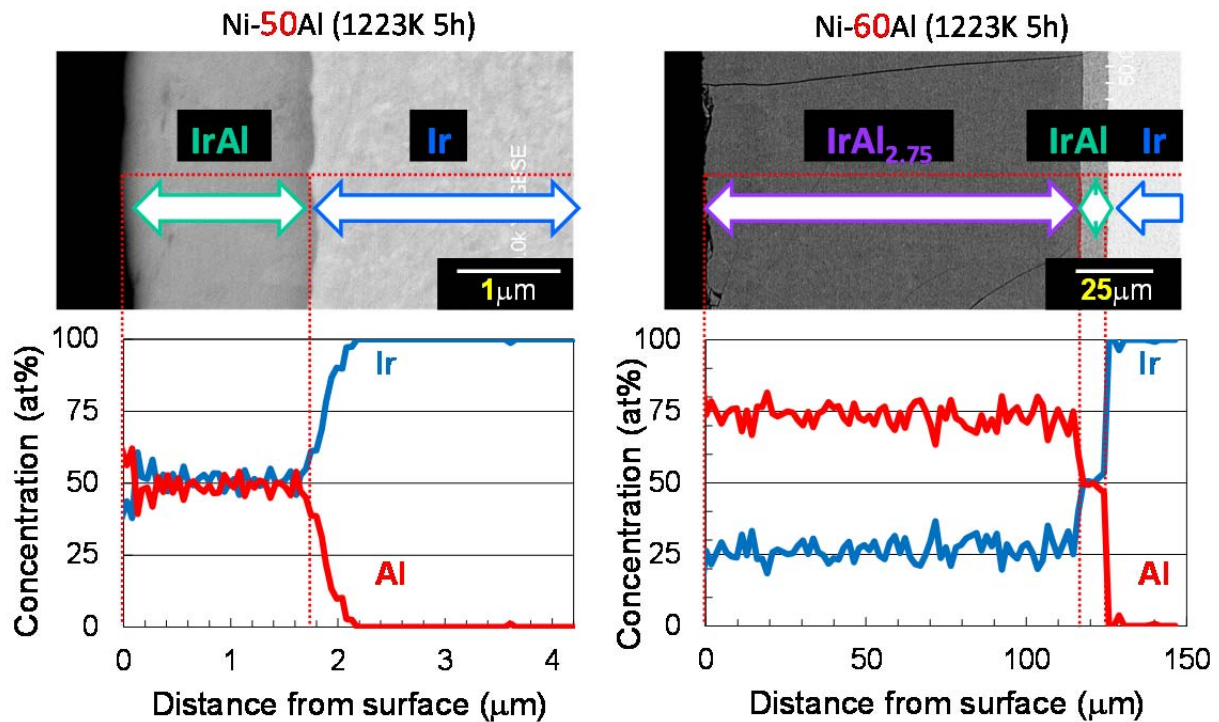 Ni-50Al (1223K 5h)
IrAl
Ir
1μm
100
75
50
25
0
Concentration (at%)
Ir
Al
0
1
2
3
4
Distance from surface (μm)
Ni-60Al (1223K 5h)
IrAl2.75
IrAl
Ir
25μm
100
75
50
25
0
Concentration (at%)
Ir
Al
0
50
100
150
Distance from surface (μm)